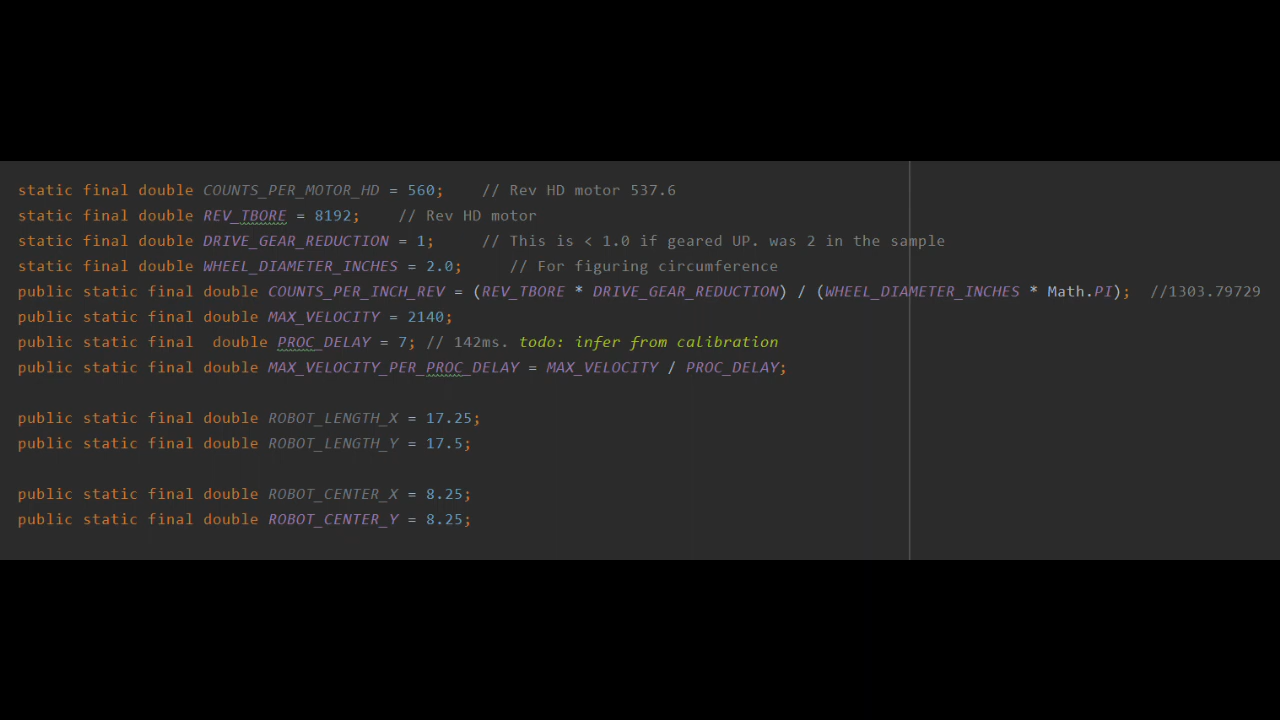 static final double COUNTS_PER_MOTOR_HD = 560;    // Rev HD motor 537.6
static final double REV_TBORE = 8192;    // Rev HD motor
static final double DRIVE_GEAR_REDUCTION = 1;     // This is < 1.0 if geared UP. was 2 in the sample
static final double WHEEL_DIAMETER_INCHES = 2.0;     // For figuring circumference
public static final double COUNTS_PER_INCH_REV = (REV_TBORE * DRIVE_GEAR_REDUCTION) / (WHEEL_DIAMETER_INCHES * Math.PI);  //1303.79729
public static final double MAX_VELOCITY = 2140;
public static final  double PROC_DELAY = 7; // 142ms. todo: infer from calibration
public static final double MAX_VELOCITY_PER_PROC_DELAY = MAX_VELOCITY / PROC_DELAY;
public static final double ROBOT_LENGTH_X = 17.25;
public static final double ROBOT_LENGTH_Y = 17.5;
public static final double ROBOT_CENTER_X = 8.25;
public static final double ROBOT_CENTER_Y = 8.25;